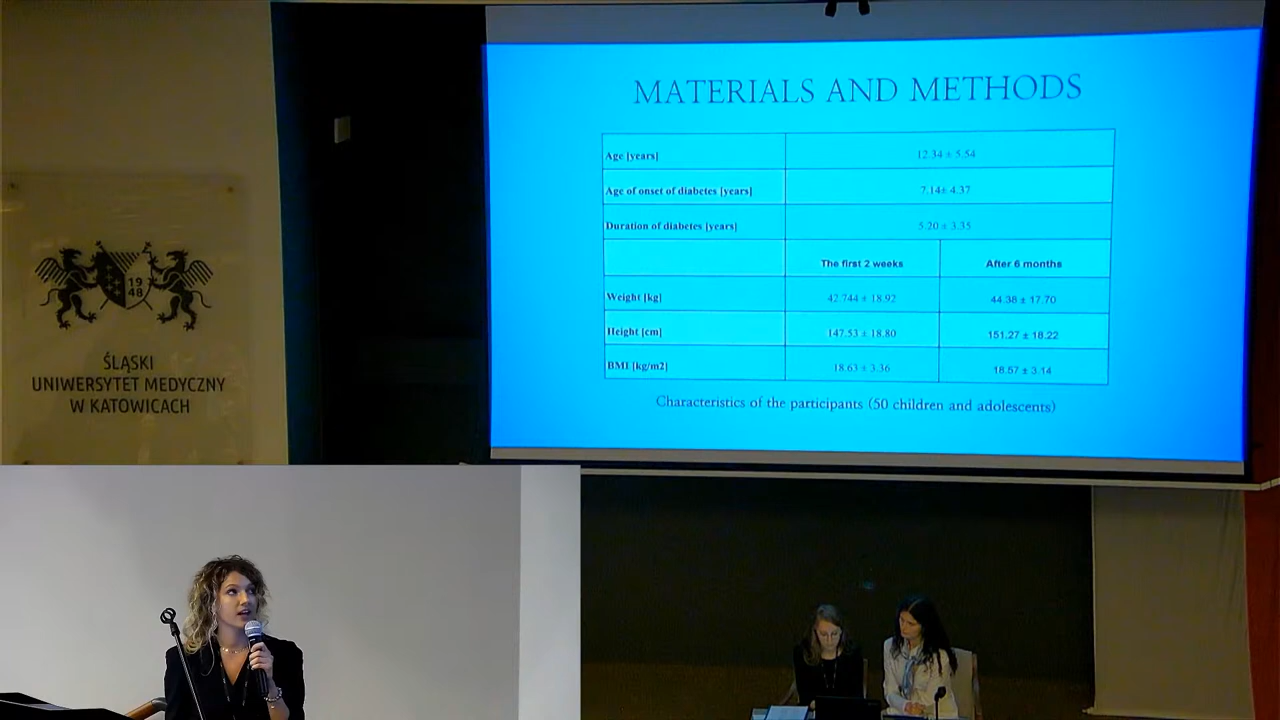 MATERIALS AND METHODS
Age [years] 12.34 ± 5.54
Age of onset of diabetes [years] 7.14± 4.37
Duration of diabetes [years] 5.20 ± 3.35
The first 2 weeks After 6 months
Weight [kg] 42.744 ± 18.92 44.38 ± 17.70
Height [cm] 147.53 ± 18.80 151.27 ± 18.22
BMI [kg/m2] 18.63 ± 3.36 18.57 ± 3.14
Characteristics of the participants (50 children and adolescents)
19
48
ŚLĄSKI
UNIWERSYTET MEDYCZNY
W KATOWICACH